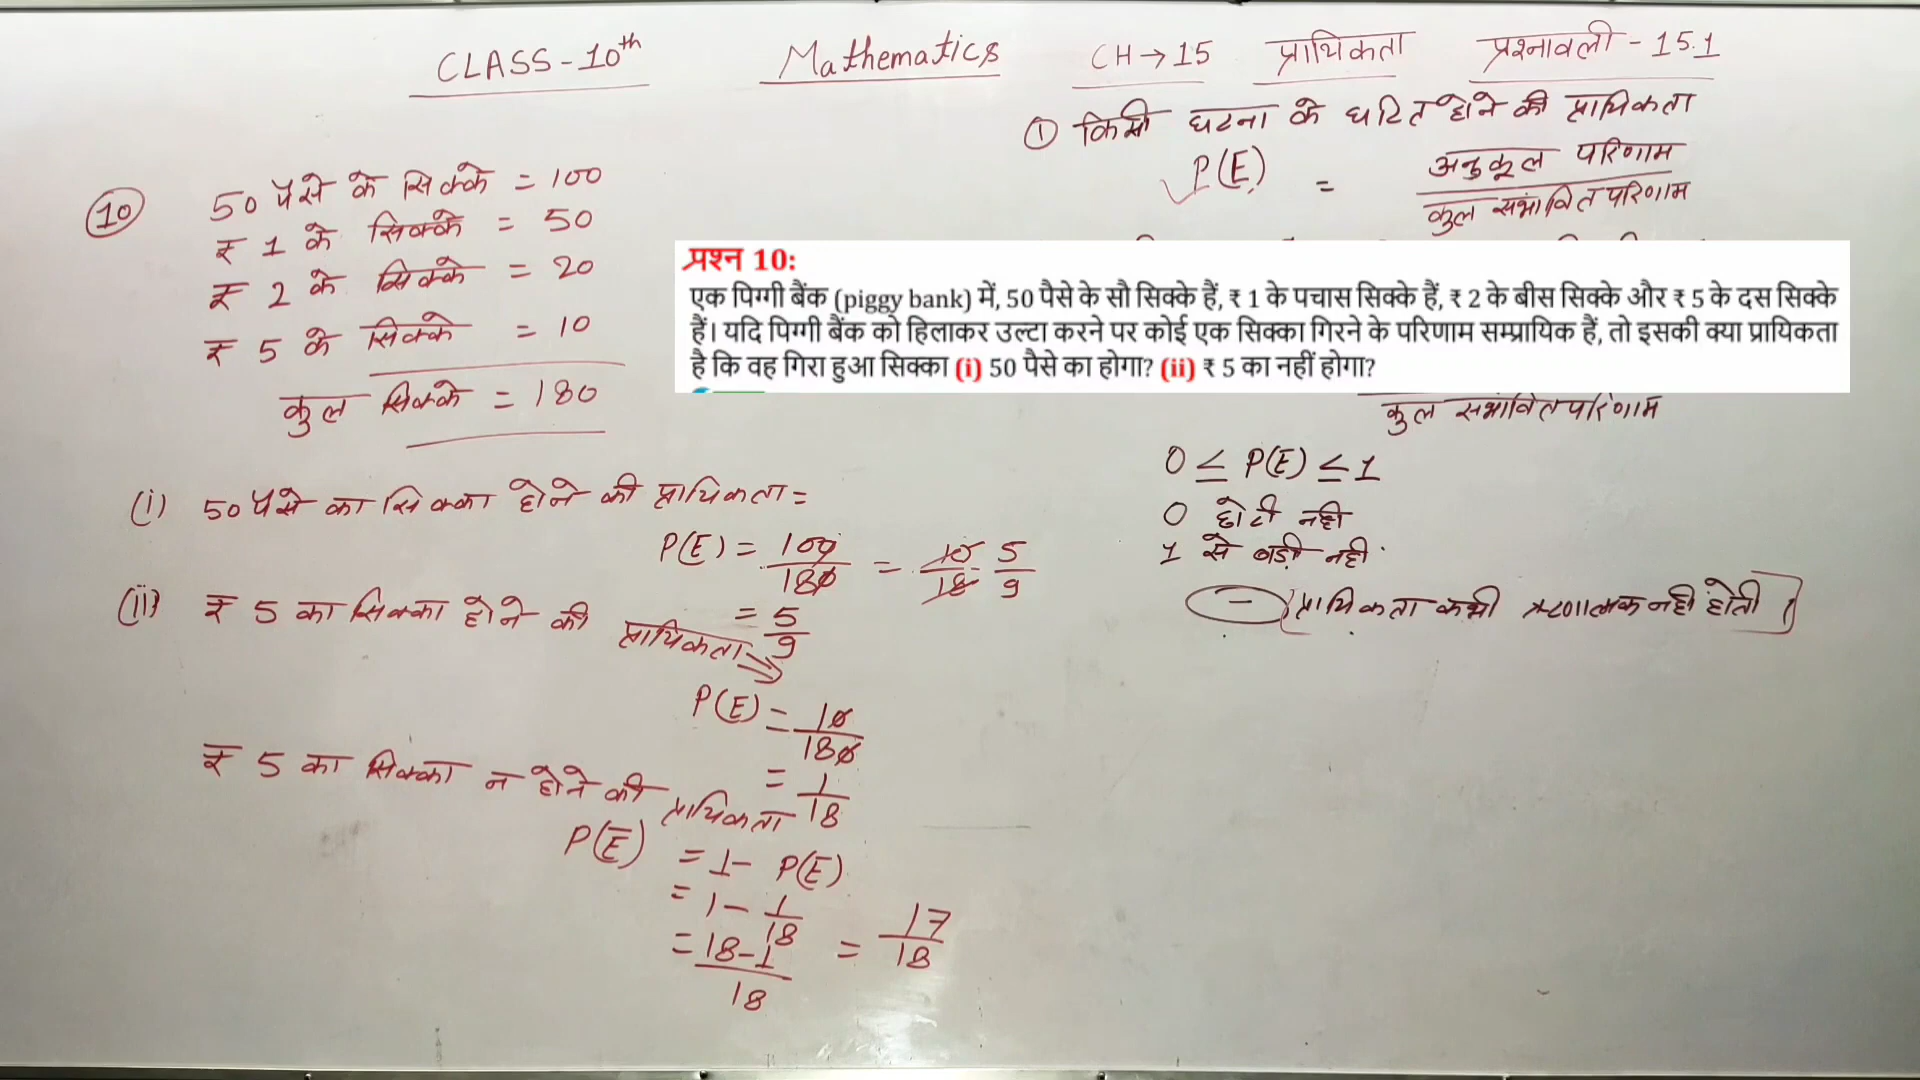 CLASS-10th Mathematics CH→15 प्रायिकता प्रश्नावली-15.1
① किसी घटना के घटित होने की प्रायिकता
P(E) = अनुकूल परिणाम / कुल संभावित परिणाम
⑩ 50 पैसे के सिक्के = 100
₹ 1 के सिक्के = 50
₹ 2 के सिक्के = 20
₹ 5 के सिक्के = 10
कुल सिक्के = 180
प्रश्न 10:
एक पिग्गी बैंक (piggy bank) में, 50 पैसे के सौ सिक्के हैं, ₹ 1 के पचास सिक्के हैं, ₹ 2 के बीस सिक्के और ₹ 5 के दस सिक्के
हैं। यदि पिग्गी बैंक को हिलाकर उल्टा करने पर कोई एक सिक्का गिरने के परिणाम सम्प्रायिक हैं, तो इसकी क्या प्रायिकता
है कि वह गिरा हुआ सिक्का (i) 50 पैसे का होगा? (ii) ₹ 5 का नहीं होगा?
कुल संभावित परिणाम
0 ≤ P(E) ≤ 1
0 छोटी नही
1 से बड़ी नही
− [प्रायिकता कभी ऋणात्मक नही होती]
(i) 50 पैसे का सिक्का होने की प्रायिकता =
P(E) = 100/180 = 10/18 5/9
= 5/9
(ii) ₹ 5 का सिक्का होने की प्रायिकता
P(E) = 10/180
= 1/18
₹ 5 का सिक्का न होने की प्रायिकता
P(E̅) = 1- P(E)
= 1 - 1/18
= 18-1/18 = 17/18